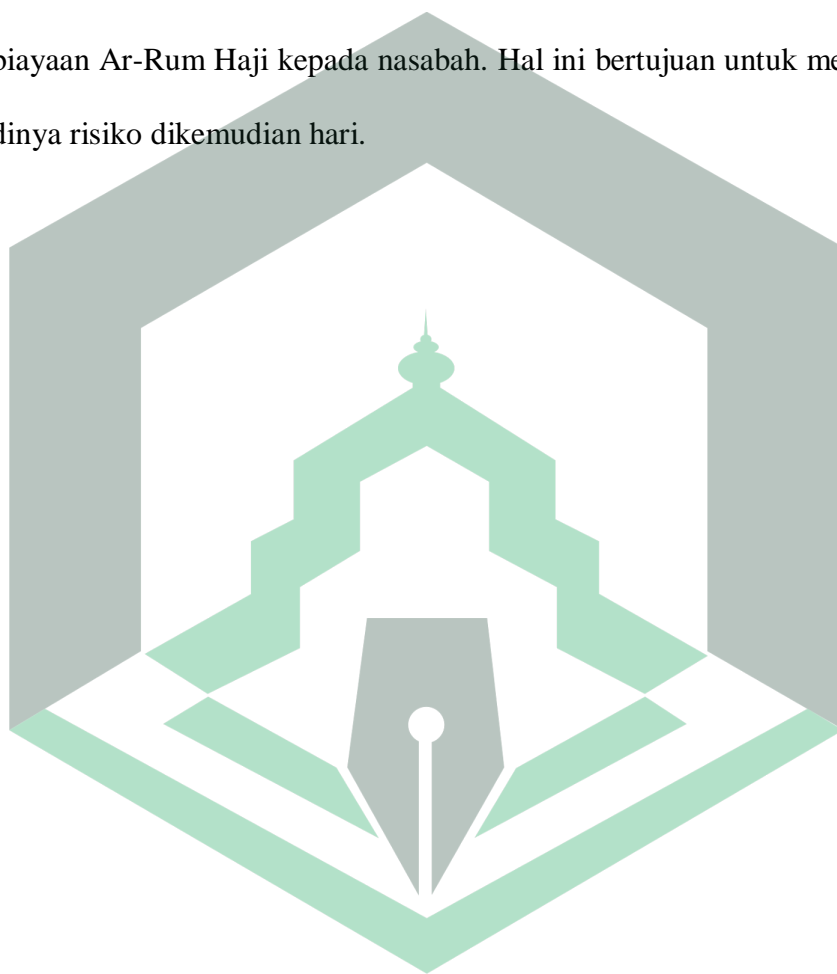 biayaan Ar-Rum Haji kepada nasabah. Hal ini bertujuan untuk me
dinya risiko dikemudian hari.